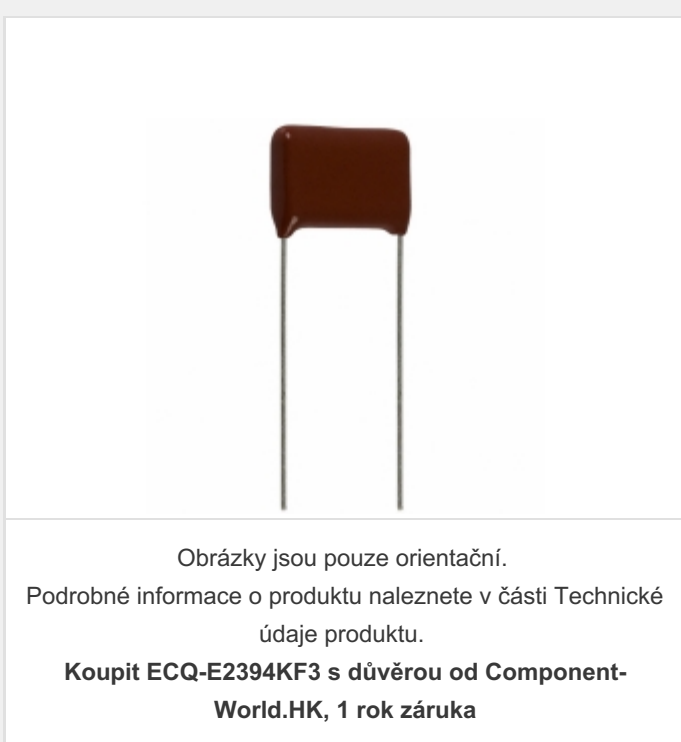 Obrázky jsou pouze orientační.
Podrobné informace o produktu naleznete v části Technické
údaje produktu.
Koupit ECQ-E2394KF3 s důvěrou od Component-
World.HK, 1 rok záruka